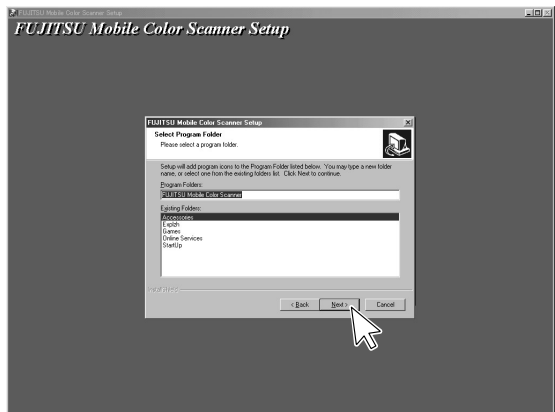 FUJITSU Mobile Color Scanner Setup
FUJITSU Mobile Color Scanner Setup
FUJITSU Mobile Color Scanner Setup
Select Program Folder
Please select a program folder.
Setup will add program icons to the Program Folder listed below. You may type a new folder
name, or select one from the existing folders list. Click Next to continue.
Program Folders:
FUJITSU Mobile Color Scanner
Existing Folders:
Accessories
Explzh
Games
Online Services
StartUp
InstallShield
< Back Next > Cancel